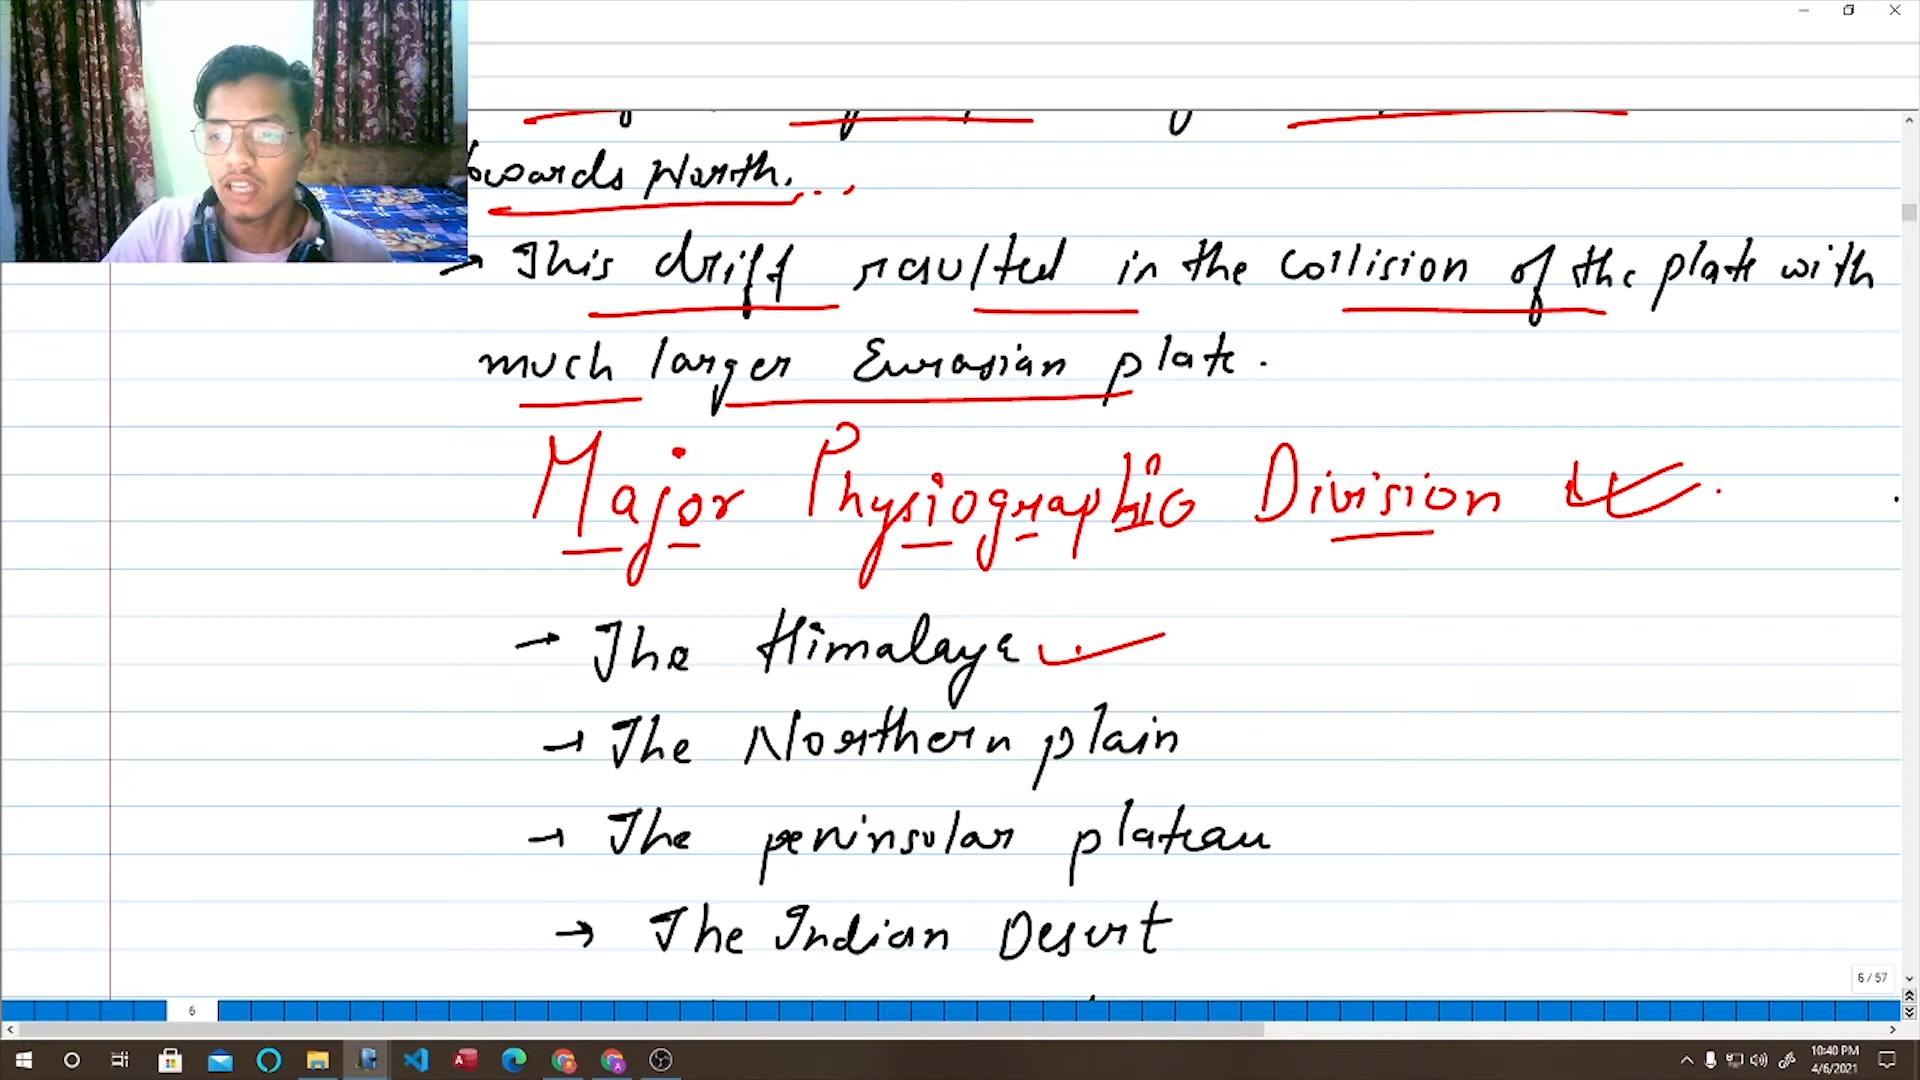 towards North.
→ This drift resulted in the collision of the plate with
much larger Eurasian plate.
Major Physiographic Division
→ The Himalaya
→ The Northern plain
→ The peninsular plateau
→ The Indian Desert
6 / 57
6
10:40 PM
4/6/2021